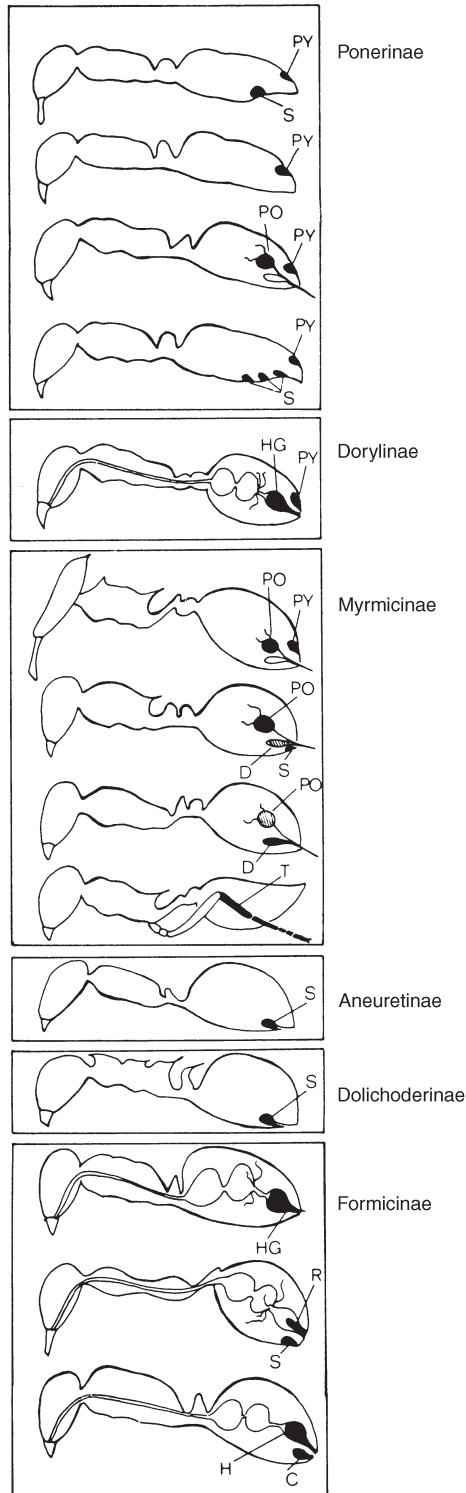 PY
Ponerinae
S
PY
PO
PY
PY
S
Dorylinae
HG
PY
Myrmicinae
PO
PY
PO
D
S
PO
D
T
Aneuretinae
S
Dolichoderinae
S
Formicinae
HG
R
S
H
C